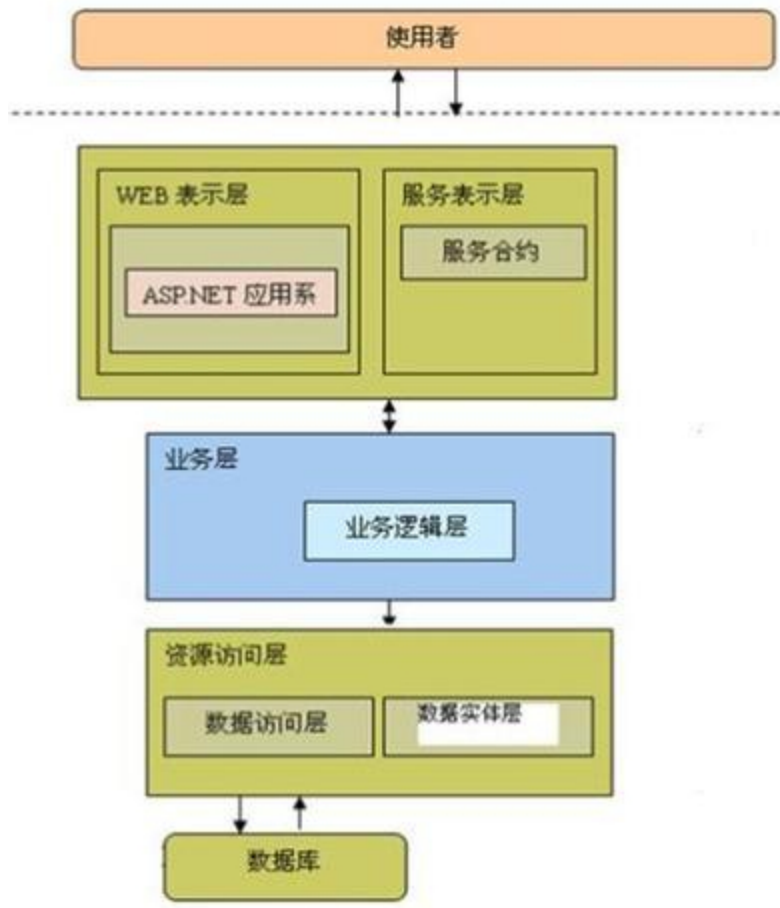 使用者
WEB 表示层
服务表示层
服务合约
ASP.NET 应用系
业务层
业务逻辑层
资源访问层
数据访问层
数据实体层
数据库